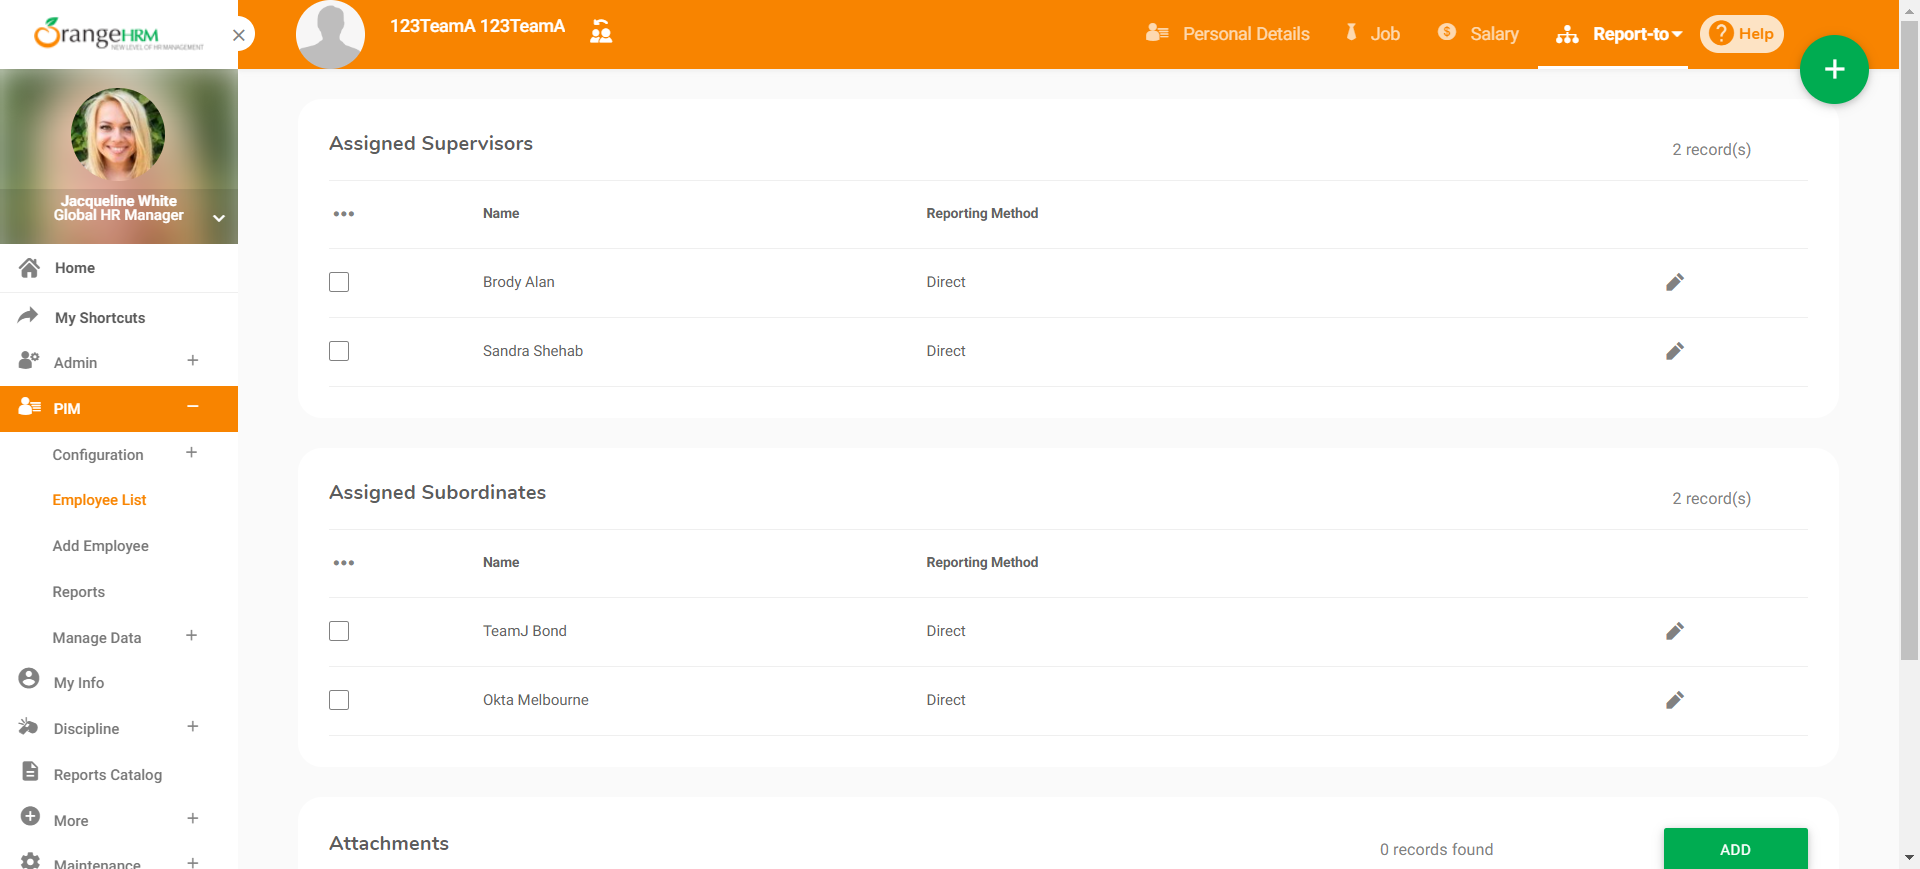 OrangeHRM
NEW LEVEL OF HR MANAGEMENT
123TeamA 123TeamA
Personal Details
Job
Salary
Report-to
? Help
+
Jacqueline White
Global HR Manager
Home
My Shortcuts
Admin +
PIM −
Configuration +
Employee List
Add Employee
Reports
Manage Data +
My Info
Discipline +
Reports Catalog
More +
Maintenance +
Assigned Supervisors
2 record(s)
Name Reporting Method
Brody Alan Direct
Sandra Shehab Direct
Assigned Subordinates
2 record(s)
Name Reporting Method
TeamJ Bond Direct
Okta Melbourne Direct
Attachments
0 records found
ADD